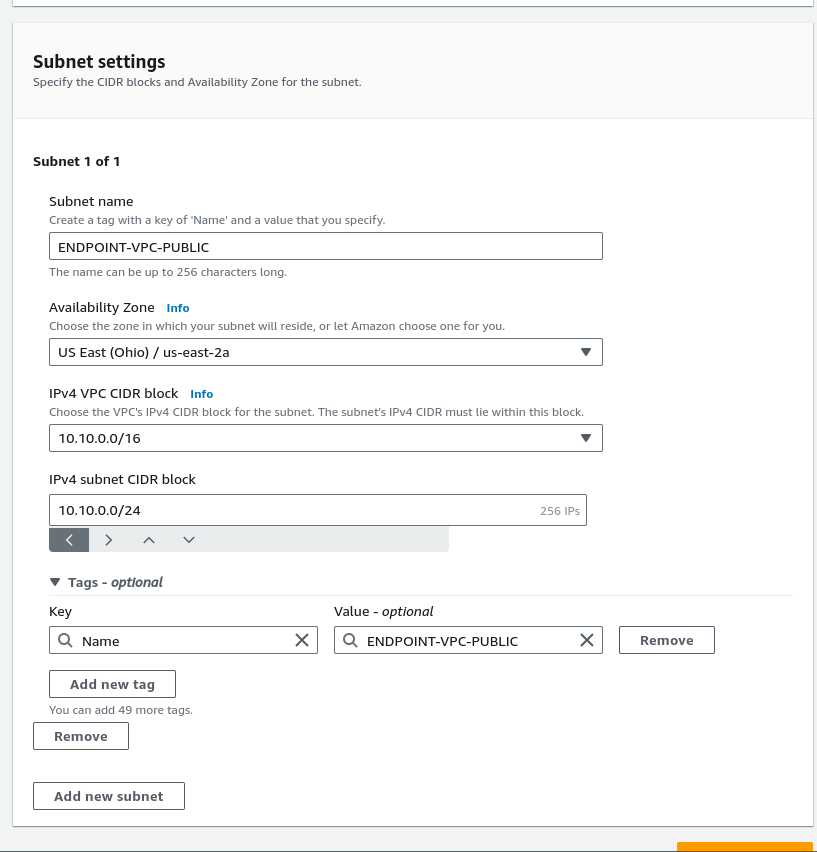 Subnet settings
Specify the CIDR blocks and Availability Zone for the subnet.
Subnet 1 of 1
Subnet name
Create a tag with a key of 'Name' and a value that you specify.
ENDPOINT-VPC-PUBLIC
The name can be up to 256 characters long.
Availability Zone Info
Choose the zone in which your subnet will reside, or let Amazon choose one for you.
US East (Ohio) / us-east-2a
IPv4 VPC CIDR block Info
Choose the VPC's IPv4 CIDR block for the subnet. The subnet's IPv4 CIDR must lie within this block.
10.10.0.0/16
IPv4 subnet CIDR block
10.10.0.0/24 256 IPs
Tags - optional
Key Value - optional
Name ENDPOINT-VPC-PUBLIC Remove
Add new tag
You can add 49 more tags.
Remove
Add new subnet